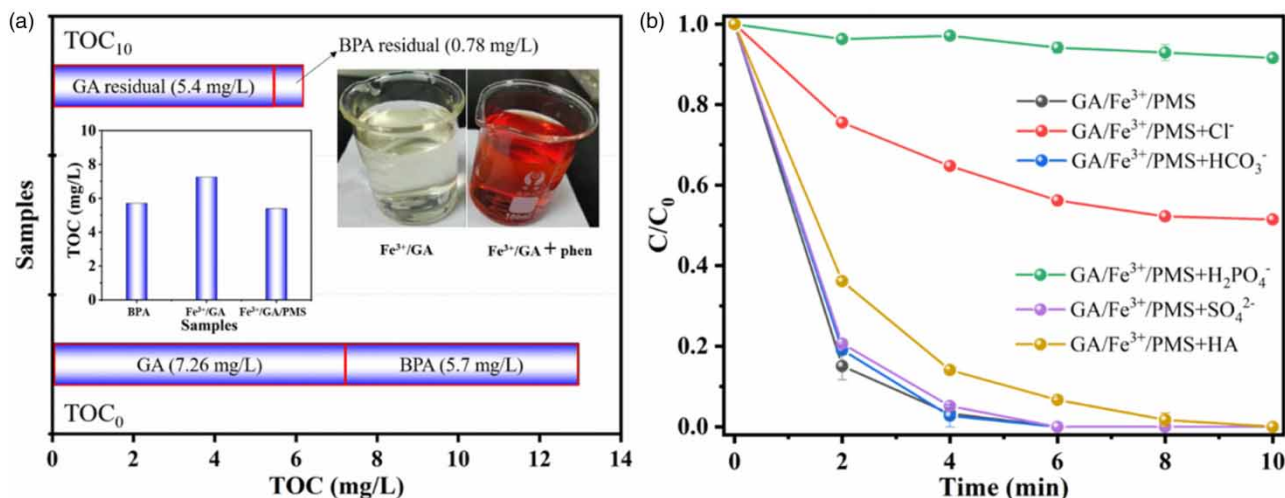 (a)
TOC₁₀
BPA residual (0.78 mg/L)
GA residual (5.4 mg/L)
10
8
6
4
2
0
TOC (mg/L)
BPA
Fe³⁺/GA
Fe³⁺/GA/PMS
Samples
Fe³⁺/GA
Fe³⁺/GA + phen
Samples
GA (7.26 mg/L)
BPA (5.7 mg/L)
TOC₀
0 2 4 6 8 10 12 14
TOC (mg/L)
(b)
1.0
0.8
0.6
0.4
0.2
0.0
C/C₀
GA/Fe³⁺/PMS
GA/Fe³⁺/PMS+Cl⁻
GA/Fe³⁺/PMS+HCO₃⁻
GA/Fe³⁺/PMS+H₂PO₄⁻
GA/Fe³⁺/PMS+SO₄²⁻
GA/Fe³⁺/PMS+HA
0 2 4 6 8 10
Time (min)